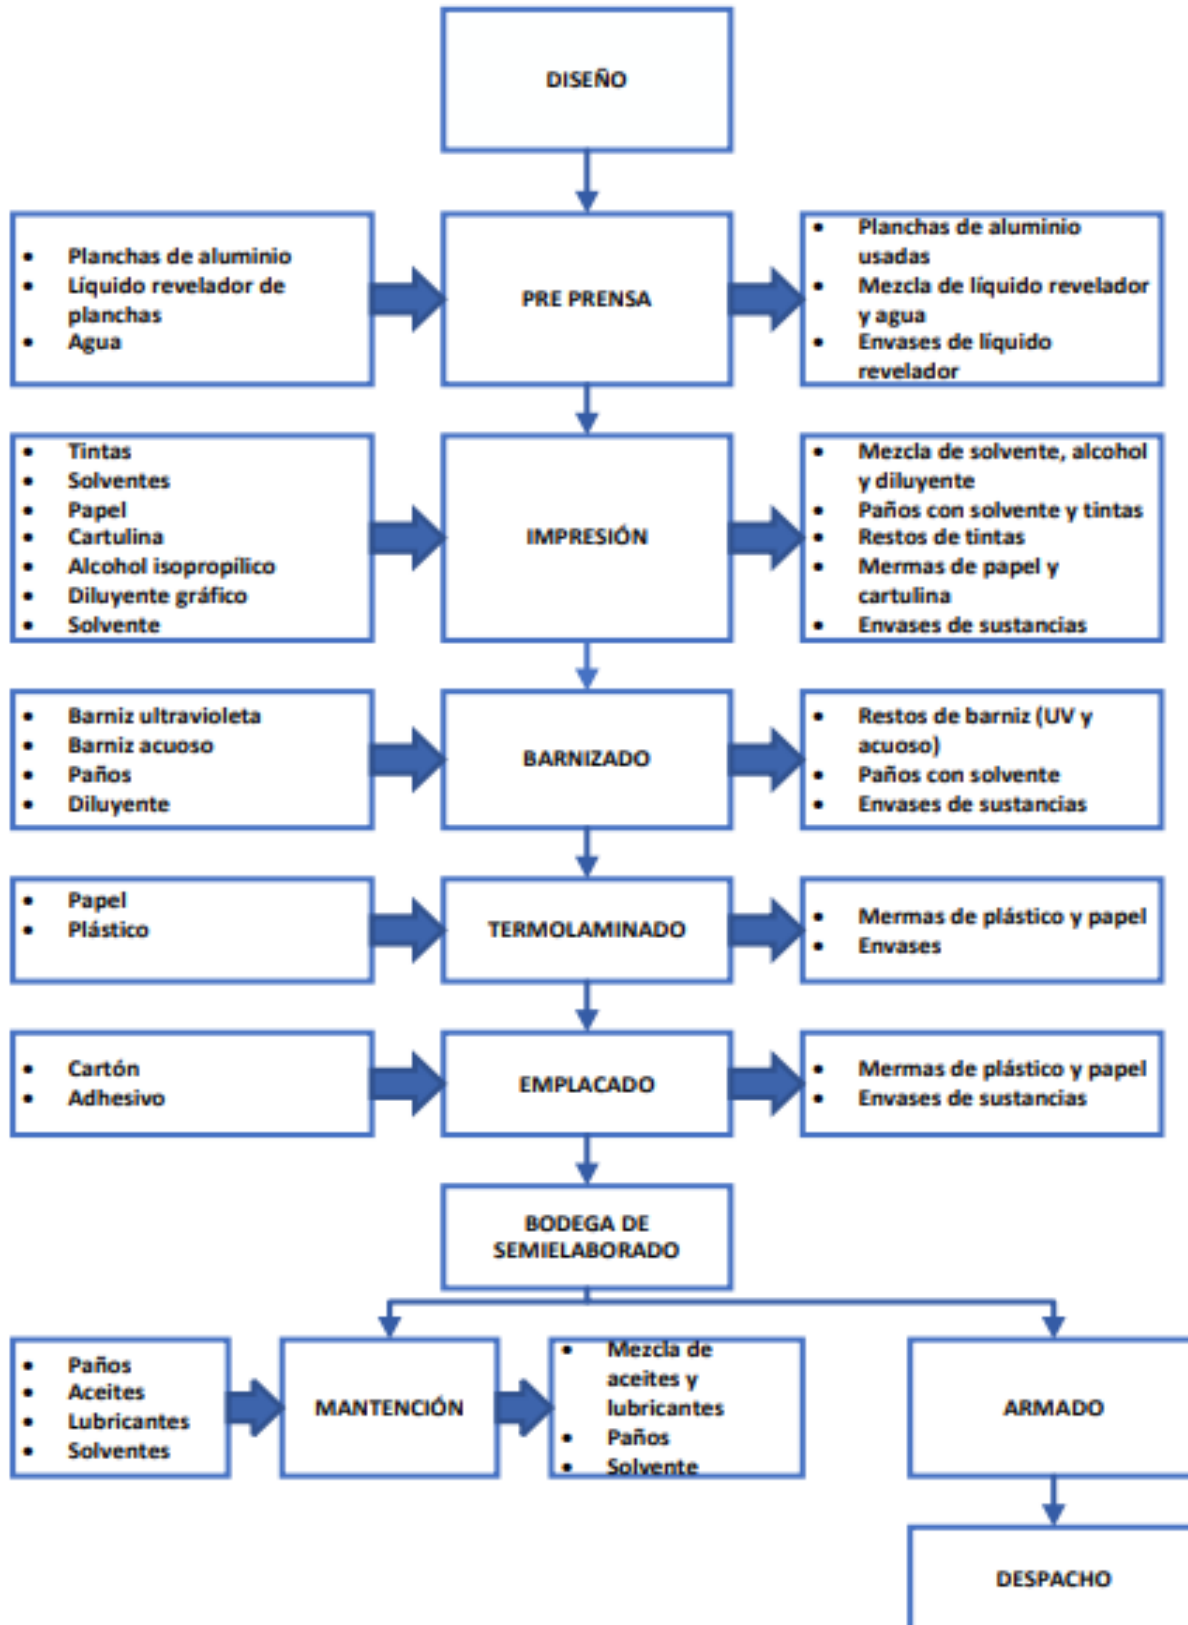 DISEÑO
• Planchas de aluminio
• Líquido revelador de
planchas
• Agua
PRE PRENSA
• Planchas de aluminio
usadas
• Mezcla de líquido revelador
y agua
• Envases de líquido
revelador
• Tintas
• Solventes
• Papel
• Cartulina
• Alcohol isopropílico
• Diluyente gráfico
• Solvente
IMPRESIÓN
• Mezcla de solvente, alcohol
y diluyente
• Paños con solvente y tintas
• Restos de tintas
• Mermas de papel y
cartulina
• Envases de sustancias
• Barniz ultravioleta
• Barniz acuoso
• Paños
• Diluyente
BARNIZADO
• Restos de barniz (UV y
acuoso)
• Paños con solvente
• Envases de sustancias
• Papel
• Plástico
TERMOLAMINADO
• Mermas de plástico y papel
• Envases
• Cartón
• Adhesivo
EMPLACADO
• Mermas de plástico y papel
• Envases de sustancias
BODEGA DE
SEMIELABORADO
• Paños
• Aceites
• Lubricantes
• Solventes
MANTENCIÓN
• Mezcla de
aceites y
lubricantes
• Paños
• Solvente
ARMADO
DESPACHO